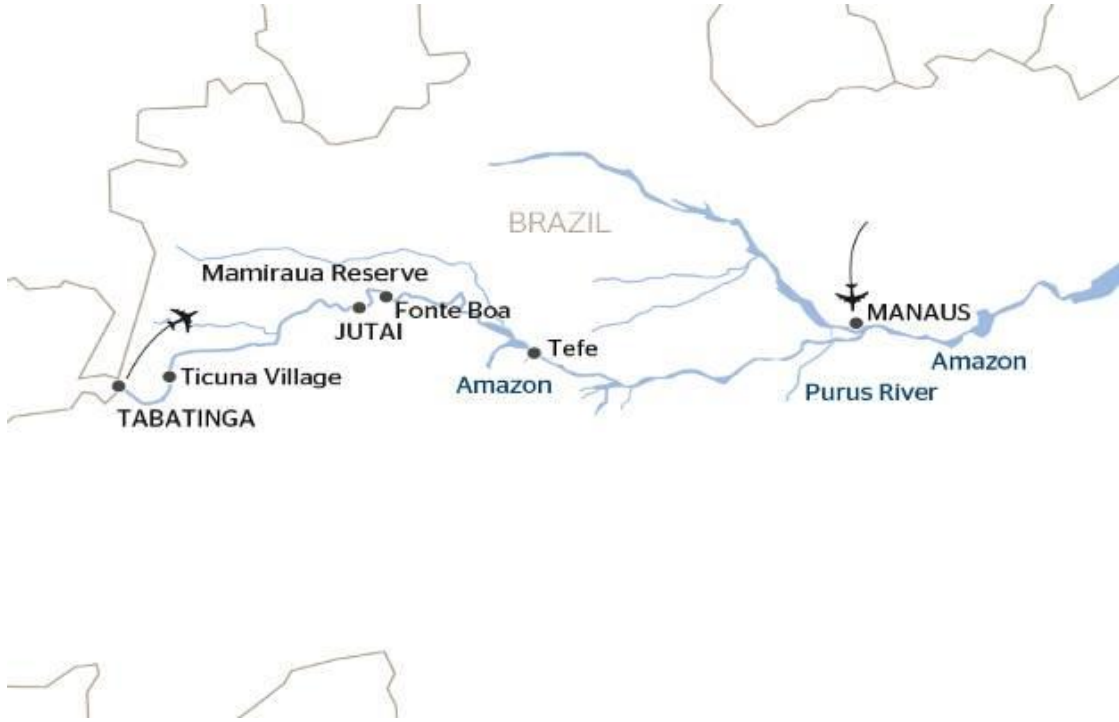 BRAZIL
Mamiraua Reserve
Fonte Boa
MANAUS
JUTAI
Tefe
Amazon
Ticuna Village
Amazon
Purus River
TABATINGA